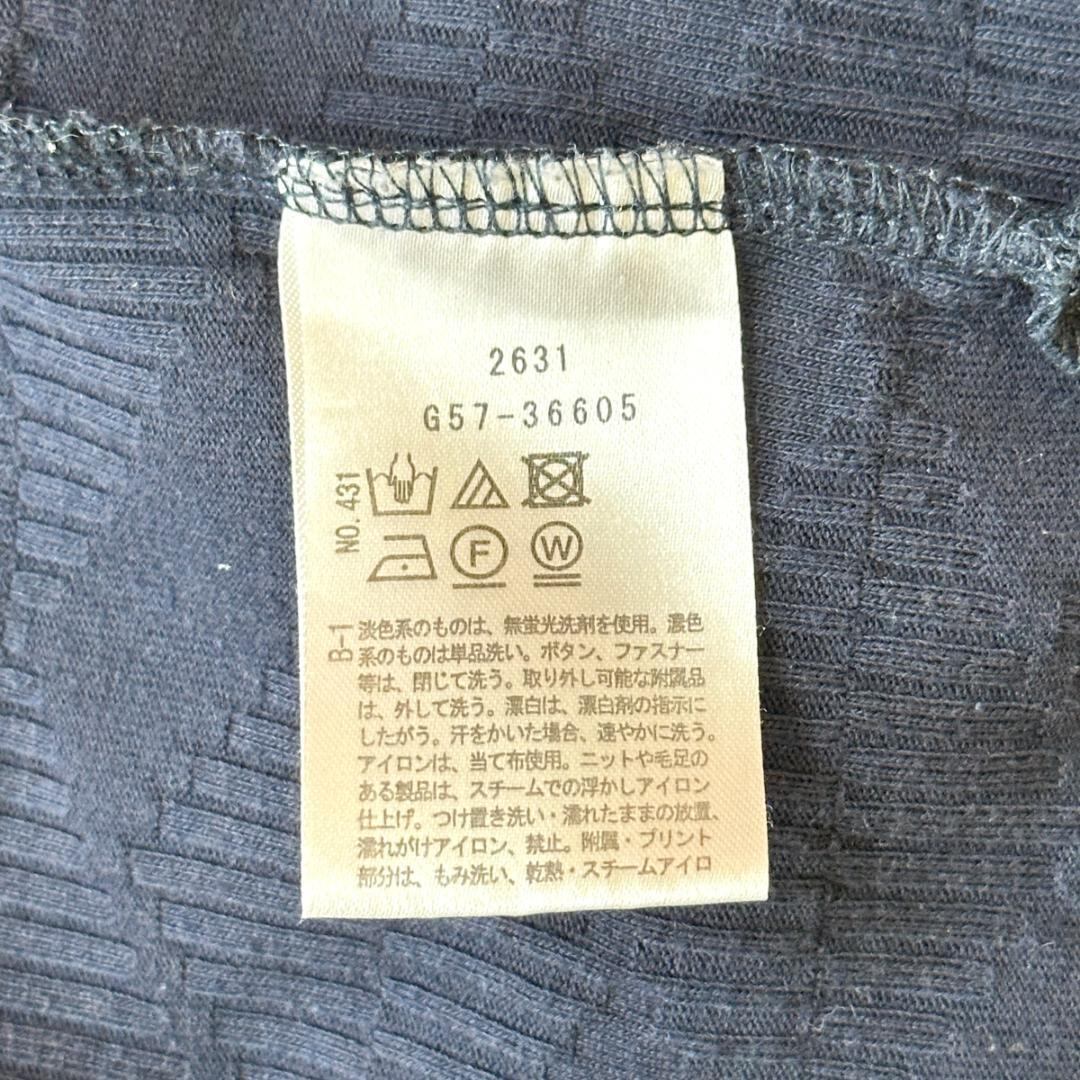 2631
G57-36605
NO. 431
F W
B-1
淡色系のものは、無蛍光洗剤を使用。濃色
系のものは単品洗い。ボタン、ファスナー
等は、閉じて洗う。取り外し可能な附属品
は、外して洗う。漂白は、漂白剤の指示に
したがう。汗をかいた場合、速やかに洗う。
アイロンは、当て布使用。ニットや毛足の
ある製品は、スチームでの浮かしアイロン
仕上げ。つけ置き洗い・濡れたままの放置、
濡れがけアイロン、禁止。附属・プリント
部分は、もみ洗い、乾熱・スチームアイロ